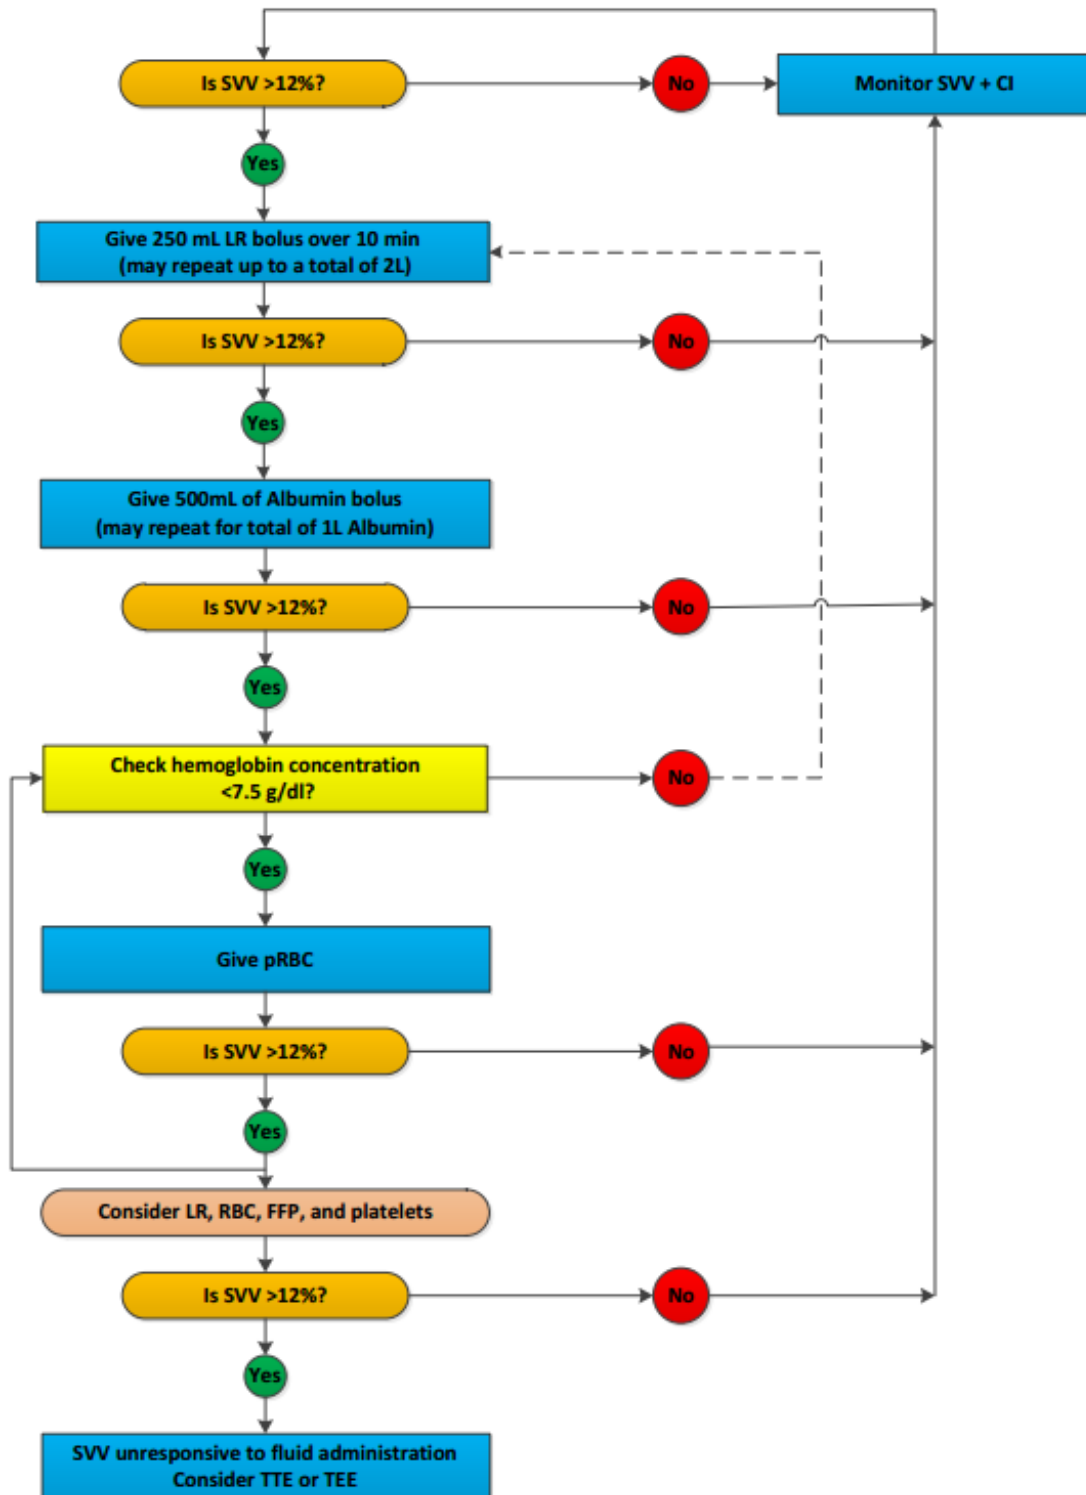 Is SVV >12%?
No
Monitor SVV + CI
Yes
Give 250 mL LR bolus over 10 min
(may repeat up to a total of 2L)
Is SVV >12%?
No
Yes
Give 500mL of Albumin bolus
(may repeat for total of 1L Albumin)
Is SVV >12%?
No
Yes
Check hemoglobin concentration
<7.5 g/dl?
No
Yes
Give pRBC
Is SVV >12%?
No
Yes
Consider LR, RBC, FFP, and platelets
Is SVV >12%?
No
Yes
SVV unresponsive to fluid administration
Consider TTE or TEE